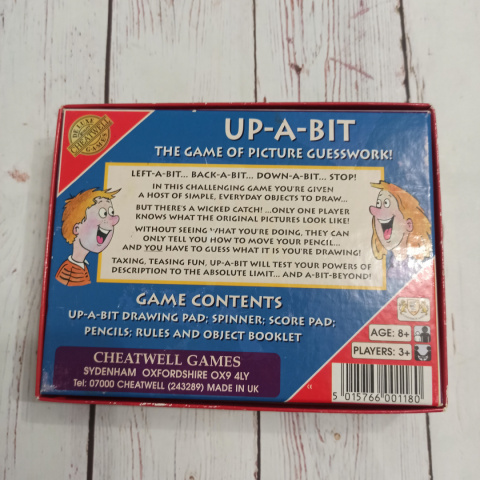 DELUXE
CHEATWELL
GAMES
UP-A-BIT
THE GAME OF PICTURE GUESSWORK!
LEFT-A-BIT... BACK-A-BIT... DOWN-A-BIT... STOP!
IN THIS CHALLENGING GAME YOU'RE GIVEN
A HOST OF SIMPLE, EVERYDAY OBJECTS TO DRAW...
BUT THERE'S A WICKED CATCH! ...ONLY ONE PLAYER
KNOWS WHAT THE ORIGINAL PICTURES LOOK LIKE!
WITHOUT SEEING WHAT YOU'RE DOING, THEY CAN
ONLY TELL YOU HOW TO MOVE YOUR PENCIL...
AND YOU HAVE TO GUESS WHAT IT IS YOU'RE DRAWING!
TAXING, TEASING FUN, UP-A-BIT WILL TEST YOUR POWERS OF
DESCRIPTION TO THE ABSOLUTE LIMIT... AND A-BIT-BEYOND!
GAME CONTENTS
UP-A-BIT DRAWING PAD; SPINNER; SCORE PAD;
PENCILS; RULES AND OBJECT BOOKLET
AGE: 8+
PLAYERS: 3+
CHEATWELL GAMES
SYDENHAM OXFORDSHIRE OX9 4LY
Tel: 07000 CHEATWELL (243289) MADE IN UK
5 015766 001180